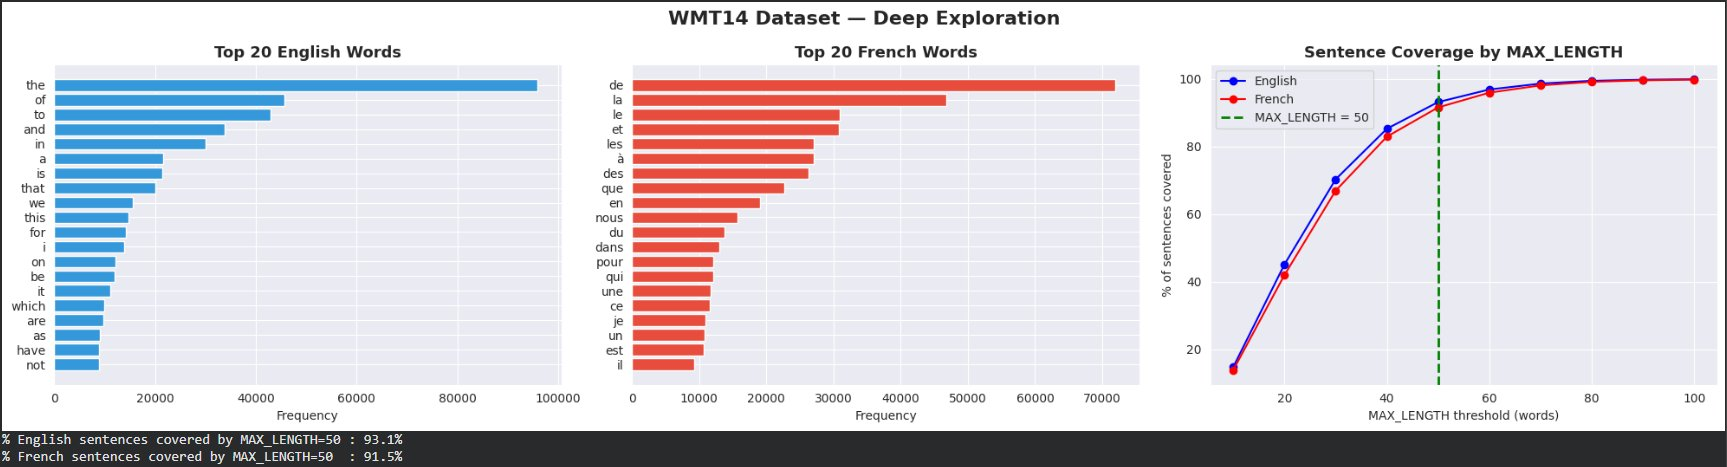 WMT14 Dataset — Deep Exploration
Top 20 English Words
the
of
to
and
in
a
is
that
we
this
for
i
on
be
it
which
are
as
have
not
0 20000 40000 60000 80000 100000
Frequency
Top 20 French Words
de
la
le
et
les
à
des
que
en
nous
du
dans
pour
qui
une
ce
je
un
est
il
0 10000 20000 30000 40000 50000 60000 70000
Frequency
Sentence Coverage by MAX_LENGTH
English
French
MAX_LENGTH = 50
% of sentences covered
100
80
60
40
20
20 40 60 80 100
MAX_LENGTH threshold (words)
% English sentences covered by MAX_LENGTH=50 : 93.1%
% French sentences covered by MAX_LENGTH=50  : 91.5%